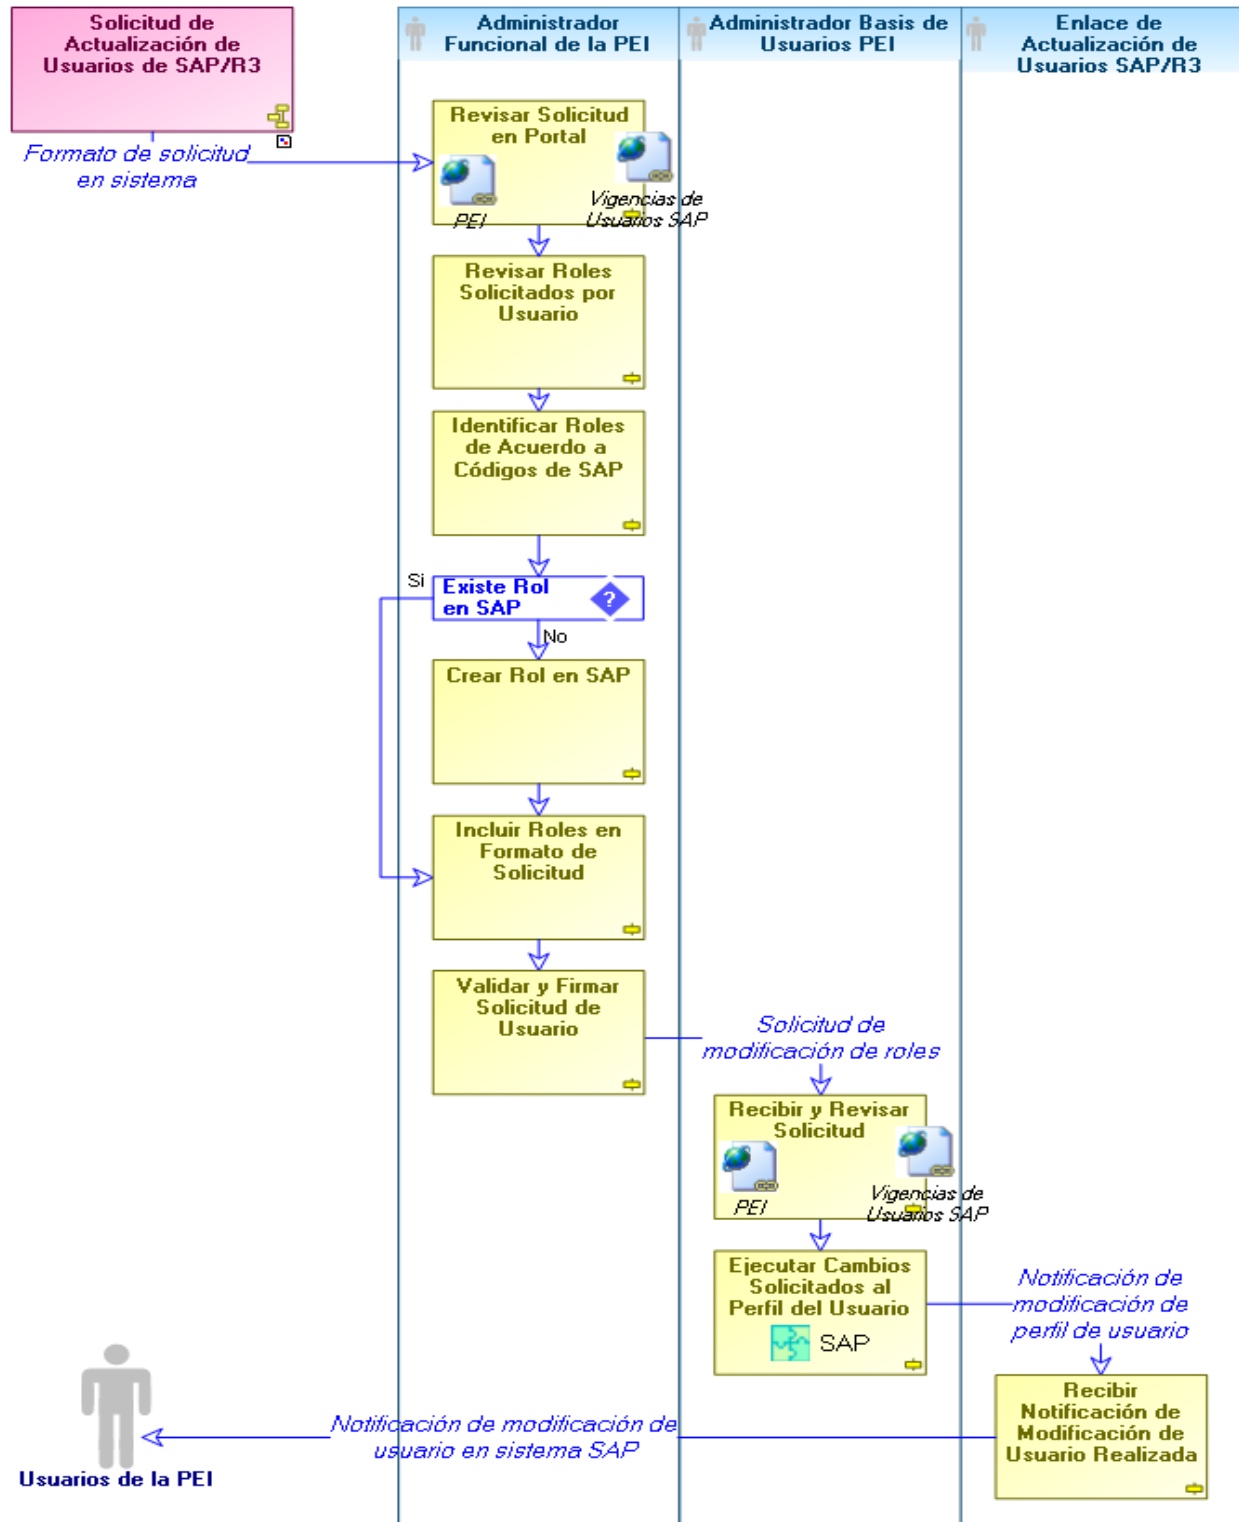 Solicitud de
Actualización de
Usuarios de SAP/R3
Administrador
Funcional de la PEI
Administrador Basis de
Usuarios PEI
Enlace de
Actualización de
Usuarios SAP/R3
Formato de solicitud
en sistema
Revisar Solicitud
en Portal
PEI
Vigencias de
Usuarios SAP
Revisar Roles
Solicitados por
Usuario
Identificar Roles
de Acuerdo a
Códigos de SAP
Si
Existe Rol
en SAP
?
No
Crear Rol en SAP
Incluir Roles en
Formato de
Solicitud
Validar y Firmar
Solicitud de
Usuario
Solicitud de
modificación de roles
Recibir y Revisar
Solicitud
PEI
Vigencias de
Usuarios SAP
Ejecutar Cambios
Solicitados al
Perfil del Usuario
SAP
Notificación de
modificación de
perfil de usuario
Recibir
Notificación de
Modificación de
Usuario Realizada
Notificación de modificación de
usuario en sistema SAP
Usuarios de la PEI